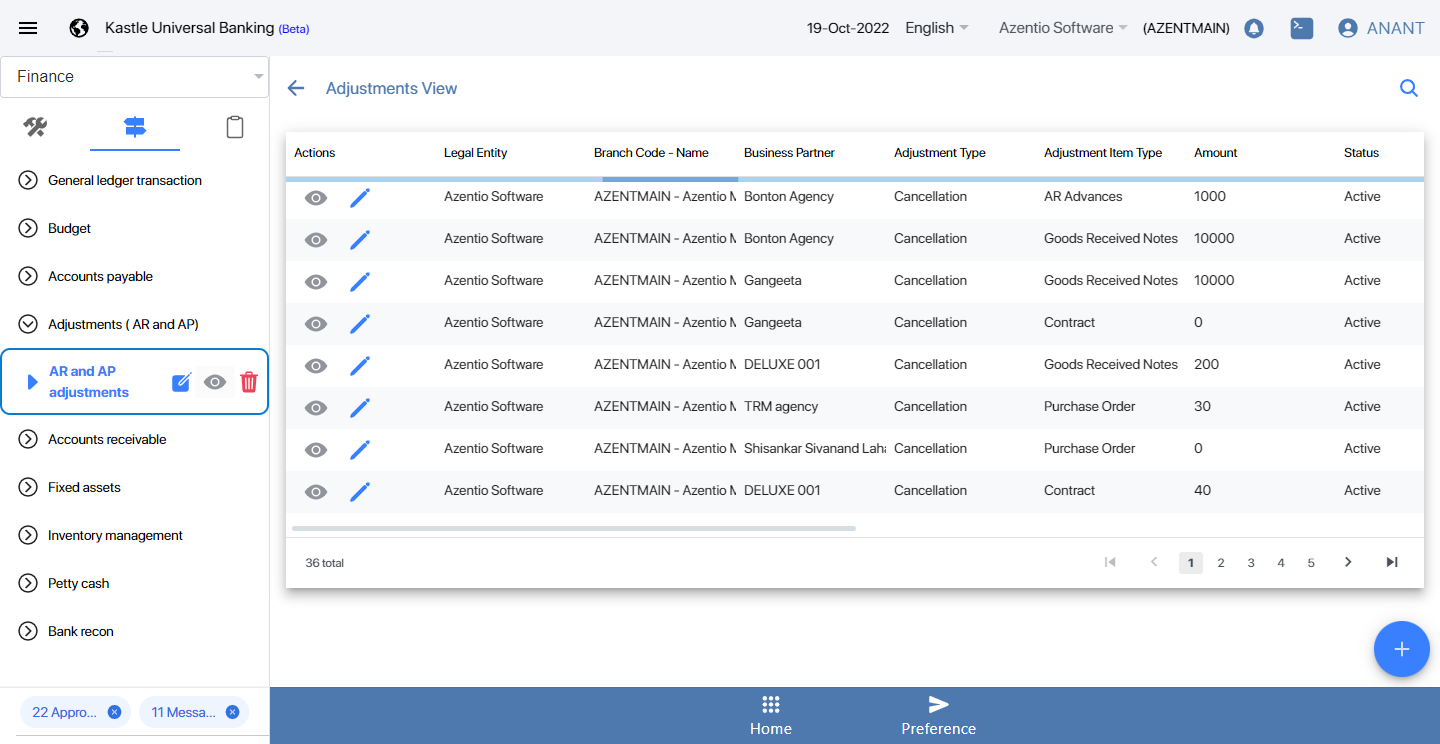 Kastle Universal Banking (Beta)
19-Oct-2022 English Azentio Software (AZENTMAIN) ANANT
Finance
General ledger transaction
Budget
Accounts payable
Adjustments ( AR and AP)
AR and AP
adjustments
Accounts receivable
Fixed assets
Inventory management
Petty cash
Bank recon
22 Appro...
11 Messa...
Adjustments View
Actions Legal Entity Branch Code - Name Business Partner Adjustment Type Adjustment Item Type Amount Status
Azentio Software AZENTMAIN - Azentio M Bonton Agency Cancellation AR Advances 1000 Active
Azentio Software AZENTMAIN - Azentio M Bonton Agency Cancellation Goods Received Notes 10000 Active
Azentio Software AZENTMAIN - Azentio M Gangeeta Cancellation Goods Received Notes 10000 Active
Azentio Software AZENTMAIN - Azentio M Gangeeta Cancellation Contract 0 Active
Azentio Software AZENTMAIN - Azentio M DELUXE 001 Cancellation Goods Received Notes 200 Active
Azentio Software AZENTMAIN - Azentio M TRM agency Cancellation Purchase Order 30 Active
Azentio Software AZENTMAIN - Azentio M Shisankar Sivanand Laha Cancellation Purchase Order 0 Active
Azentio Software AZENTMAIN - Azentio M DELUXE 001 Cancellation Contract 40 Active
36 total
1 2 3 4 5
Home
Preference